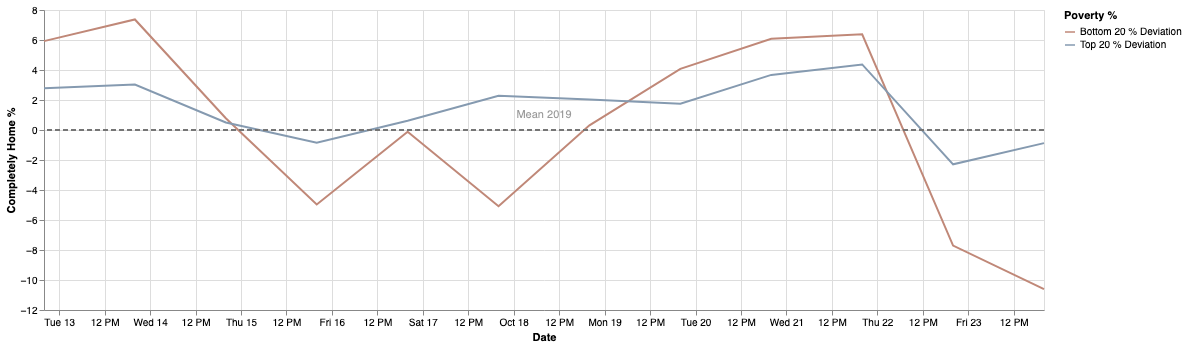 Poverty %
Bottom 20 % Deviation
Top 20 % Deviation
Completely Home %
8
6
4
2
0
−2
−4
−6
−8
−10
−12
Mean 2019
Tue 13 12 PM Wed 14 12 PM Thu 15 12 PM Fri 16 12 PM Sat 17 12 PM Oct 18 12 PM Mon 19 12 PM Tue 20 12 PM Wed 21 12 PM Thu 22 12 PM Fri 23 12 PM
Date